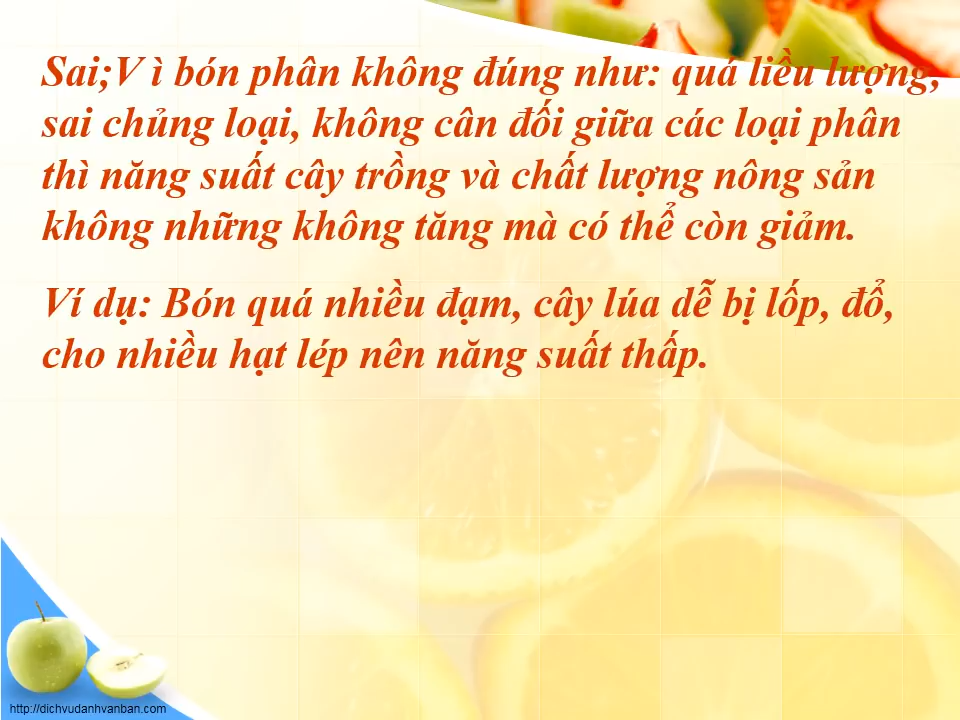 Sai;V ì bón phân không đúng như: quá liều lượng,
sai chủng loại, không cân đối giữa các loại phân
thì năng suất cây trồng và chất lượng nông sản
không những không tăng mà có thể còn giảm.
Ví dụ: Bón quá nhiều đạm, cây lúa dễ bị lốp, đổ,
cho nhiều hạt lép nên năng suất thấp.
http://dichvudanhvanban.com